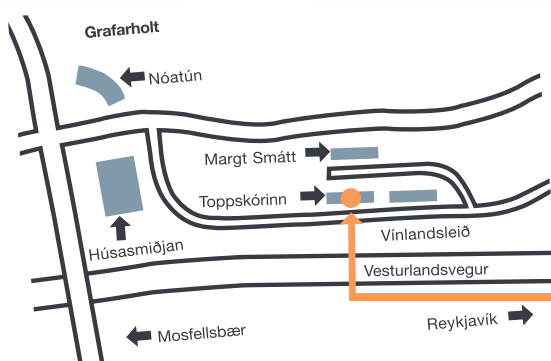 Grafarholt
Nóatún
Margt Smátt
Toppskórinn
Húsasmiðjan
Vínlandsleið
Vesturlandsvegur
Reykjavík
Mosfellsbær